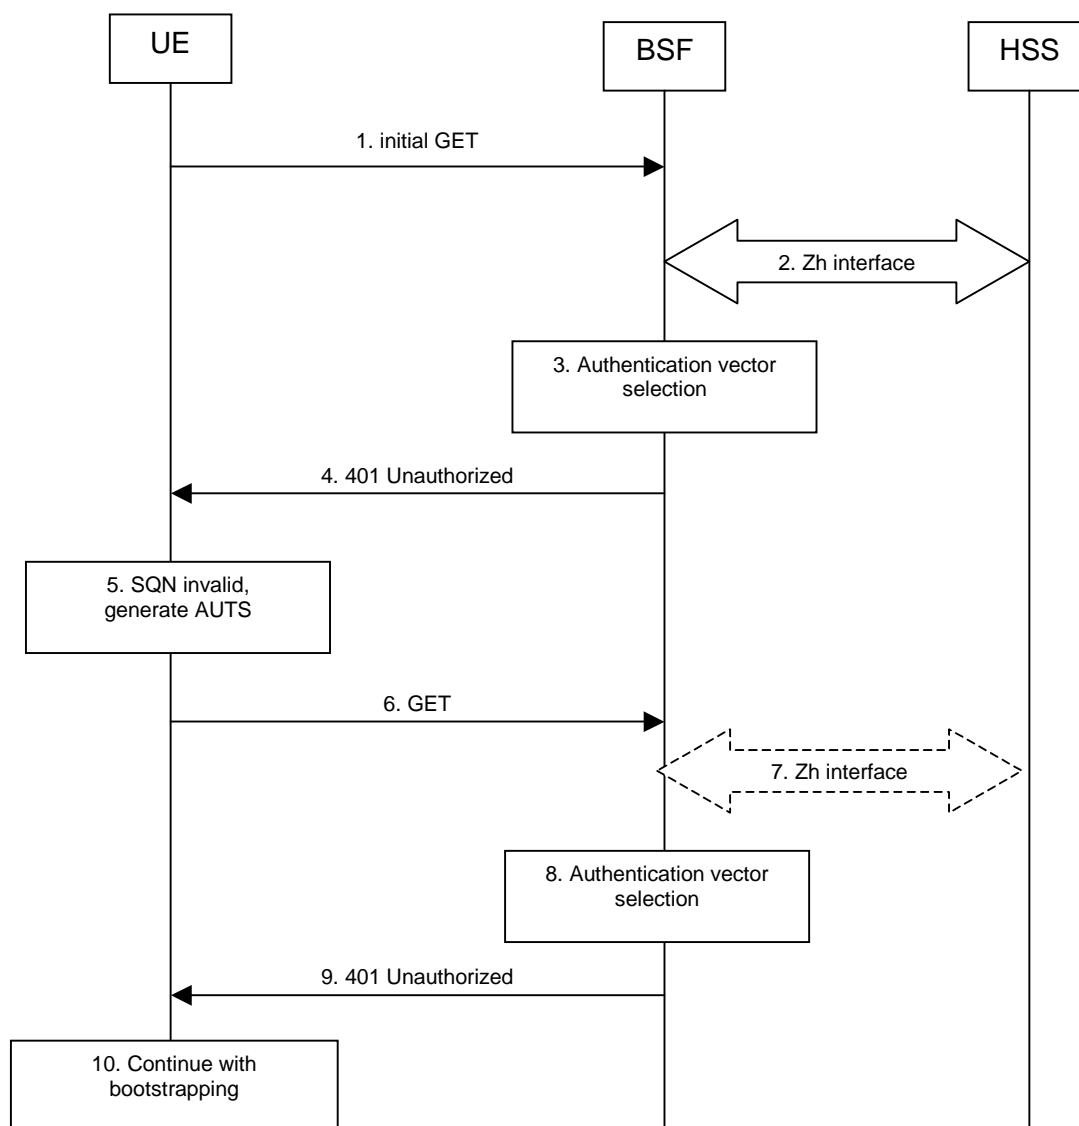 UE
BSF
HSS
1. initial GET
2. Zh interface
3. Authentication vector
selection
4. 401 Unauthorized
5. SQN invalid,
generate AUTS
6. GET
7. Zh interface
8. Authentication vector
selection
9. 401 Unauthorized
10. Continue with
bootstrapping